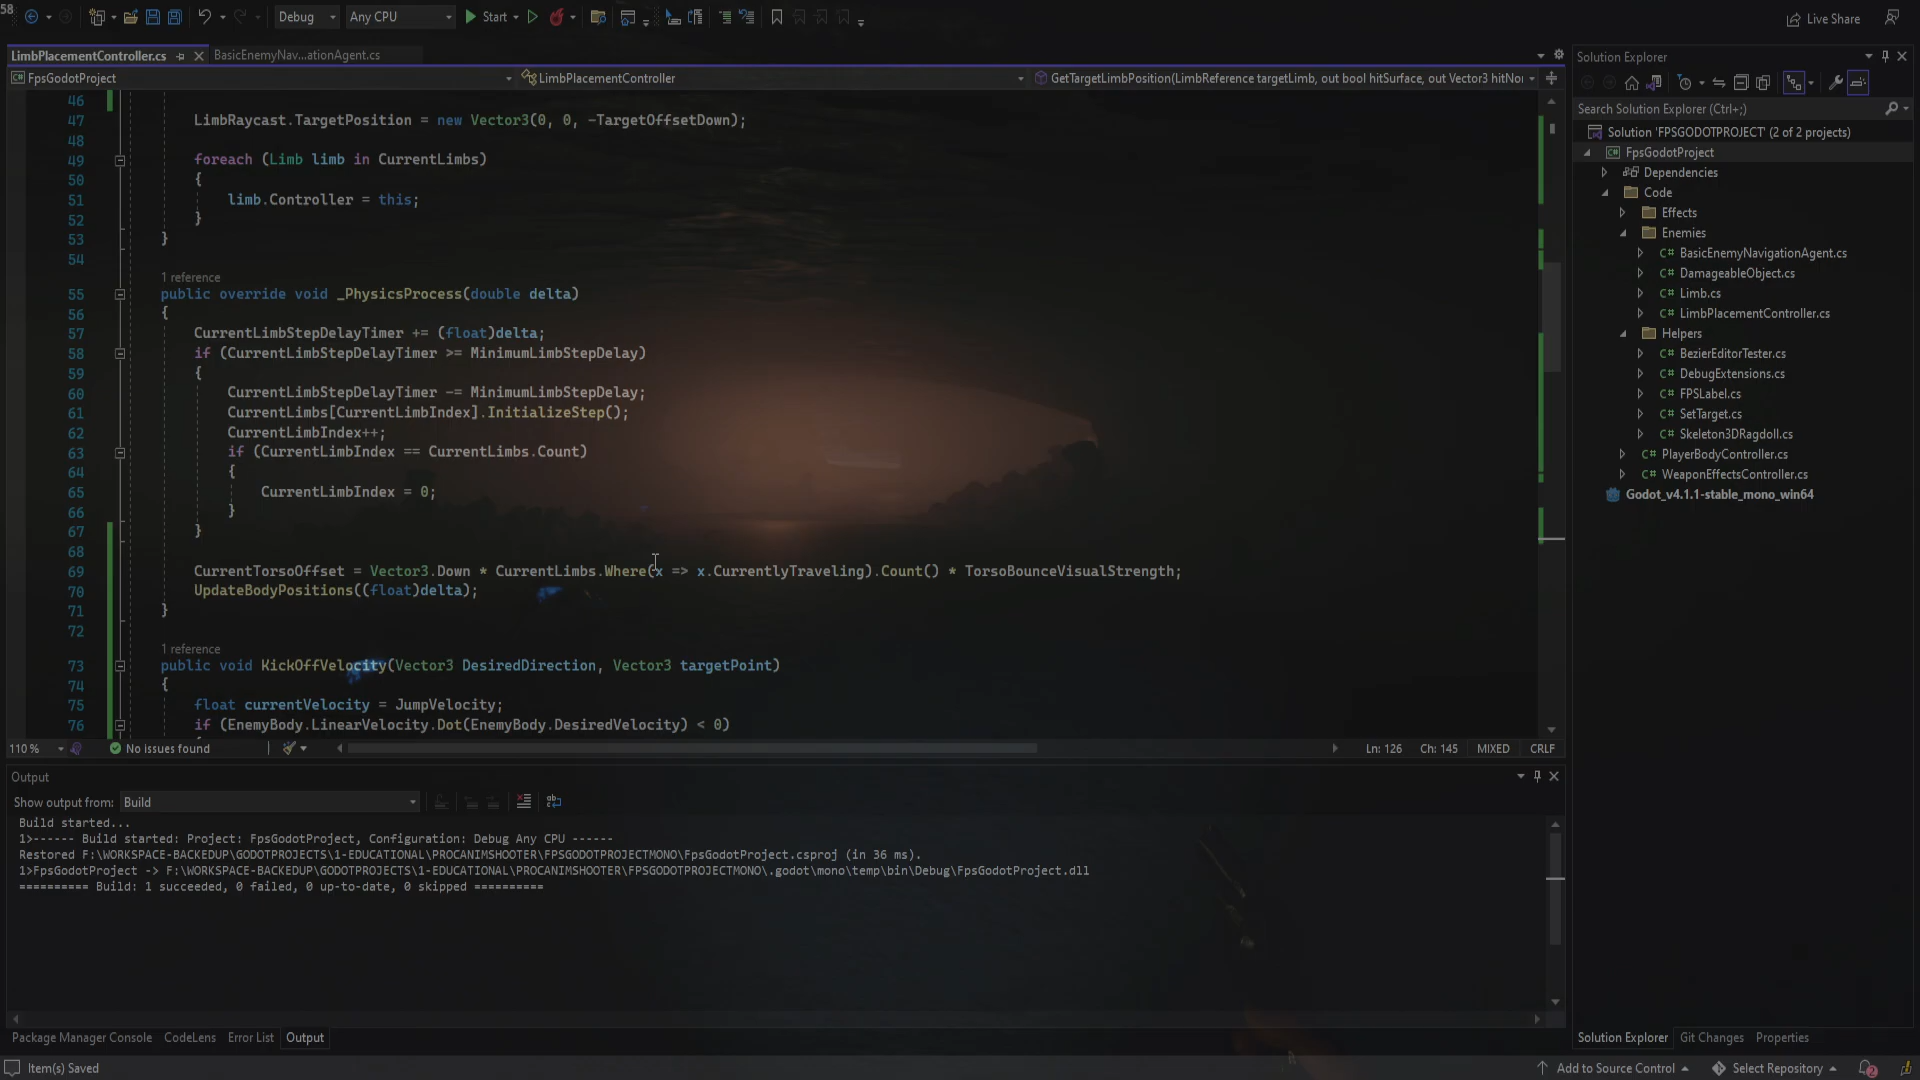 58
Debug
Any CPU
Start
Live Share
LimbPlacementController.cs
BasicEnemyNav...ationAgent.cs
FpsGodotProject
LimbPlacementController
GetTargetLimbPosition(LimbReference targetLimb, out bool hitSurface, out Vector3 hitNor
46
47 LimbRaycast.TargetPosition = new Vector3(0, 0, -TargetOffsetDown);
48
49 foreach (Limb limb in CurrentLimbs)
50 {
51 limb.Controller = this;
52 }
53 }
54
1 reference
55 public override void _PhysicsProcess(double delta)
56 {
57 CurrentLimbStepDelayTimer += (float)delta;
58 if (CurrentLimbStepDelayTimer >= MinimumLimbStepDelay)
59 {
60 CurrentLimbStepDelayTimer -= MinimumLimbStepDelay;
61 CurrentLimbs[CurrentLimbIndex].InitializeStep();
62 CurrentLimbIndex++;
63 if (CurrentLimbIndex == CurrentLimbs.Count)
64 {
65 CurrentLimbIndex = 0;
66 }
67 }
68
69 CurrentTorsoOffset = Vector3.Down * CurrentLimbs.Where(x => x.CurrentlyTraveling).Count() * TorsoBounceVisualStrength;
70 UpdateBodyPositions((float)delta);
71 }
72
1 reference
73 public void KickOffVelocity(Vector3 DesiredDirection, Vector3 targetPoint)
74 {
75 float currentVelocity = JumpVelocity;
76 if (EnemyBody.LinearVelocity.Dot(EnemyBody.DesiredVelocity) < 0)
110 %
No issues found
Ln: 126
Ch: 145
MIXED
CRLF
Output
Show output from: Build
Build started...
1>------ Build started: Project: FpsGodotProject, Configuration: Debug Any CPU ------
Restored F:\WORKSPACE-BACKEDUP\GODOTPROJECTS\1-EDUCATIONAL\PROCANIMSHOOTER\FPSGODOTPROJECTMONO\FpsGodotProject.csproj (in 36 ms).
1>FpsGodotProject -> F:\WORKSPACE-BACKEDUP\GODOTPROJECTS\1-EDUCATIONAL\PROCANIMSHOOTER\FPSGODOTPROJECTMONO\.godot\mono\temp\bin\Debug\FpsGodotProject.dll
========== Build: 1 succeeded, 0 failed, 0 up-to-date, 0 skipped ==========
Package Manager Console
CodeLens
Error List
Output
Item(s) Saved
Solution Explorer
Search Solution Explorer (Ctrl+;)
Solution 'FPSGODOTPROJECT' (2 of 2 projects)
FpsGodotProject
Dependencies
Code
Effects
Enemies
C# BasicEnemyNavigationAgent.cs
C# DamageableObject.cs
C# Limb.cs
C# LimbPlacementController.cs
Helpers
C# BezierEditorTester.cs
C# DebugExtensions.cs
C# FPSLabel.cs
C# SetTarget.cs
C# Skeleton3DRagdoll.cs
C# PlayerBodyController.cs
C# WeaponEffectsController.cs
Godot_v4.1.1-stable_mono_win64
Solution Explorer
Git Changes
Properties
Add to Source Control
Select Repository
2